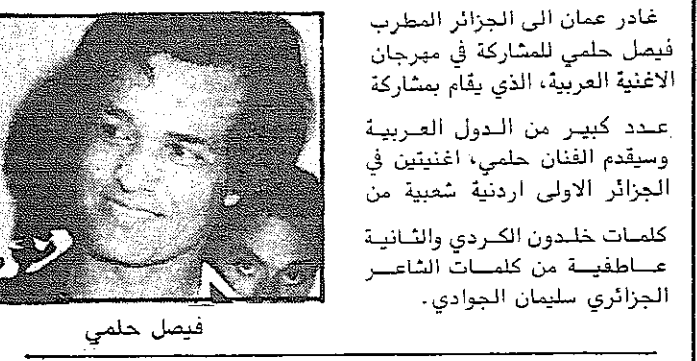 غادر عمان الى الجزائر المطرب
فيصل حلمي للمشاركة في مهرجان
الاغنية العربية، الذي يقام بمشاركة
عدد كبير من الدول العربية
وسيقدم الفنان حلمي، اغنيتين في
الجزائر الاولى اردنية شعبية من
كلمات خلدون الكردي والثانية
عاطفية من كلمات الشاعر
الجزائري سليمان الجوادي.
فيصل حلمي